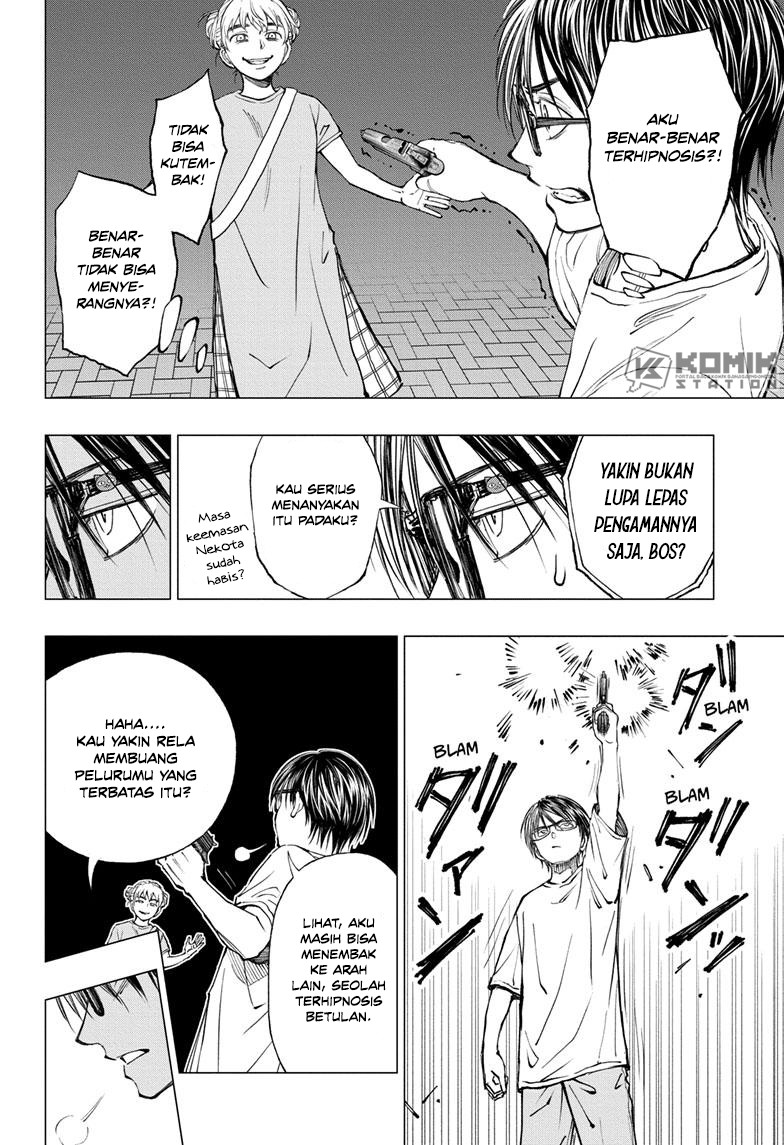 AKU
BENAR-BENAR
TERHIPNOSIS?!
TIDAK
BISA
KUTEM-
BAK!
BENAR-
BENAR
TIDAK BISA
MENYE-
RANGNYA?!
KOMIK
STATION
YAKIN BUKAN
LUPA LEPAS
PENGAMANNYA
SAJA, BOS?
KAU SERIUS
MENANYAKAN
ITU PADAKU?
Masa
keemasan
Nekota
sudah
habis?
BLAM
BLAM
BLAM
BLAM
ダン
ダァン
ダァン
LIHAT, AKU
MASIH BISA
MENEMBAK
KE ARAH
LAIN, SEOLAH
TERHIPNOSIS
BETULAN.
HAHA....
KAU YAKIN RELA
MEMBUANG
PELURUMU YANG
TERBATAS ITU?